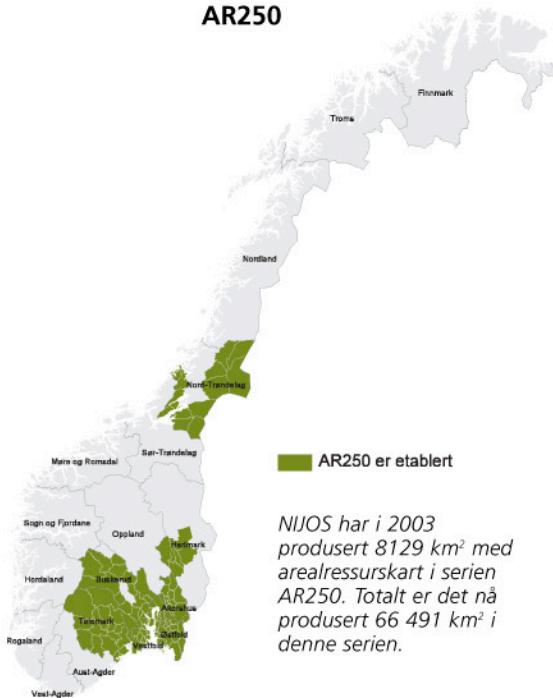 AR250
Finnmark
Troms
Nordland
Nord-Trøndelag
Sør-Trøndelag
Møre og Romsdal
AR250 er etablert
Sogn og Fjordane
Oppland
Hedmark
NIJOS har i 2003
produsert 8129 km² med
arealressurskart i serien
AR250. Totalt er det nå
produsert 66 491 km² i
denne serien.
Hordaland
Buskerud
Akershus
Telemark
Østfold
Vestfold
Rogaland
Aust-Agder
Vest-Agder